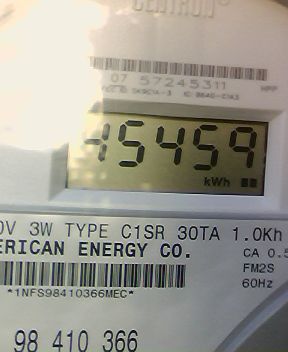 CENTRON
07 57245311
HPP
45459
kWh
0V 3W TYPE C1SR 30TA 1.0Kh
ERICAN ENERGY CO.
CA 0.5
FM2S
60Hz
*1NFS98410366MEC*
98 410 366